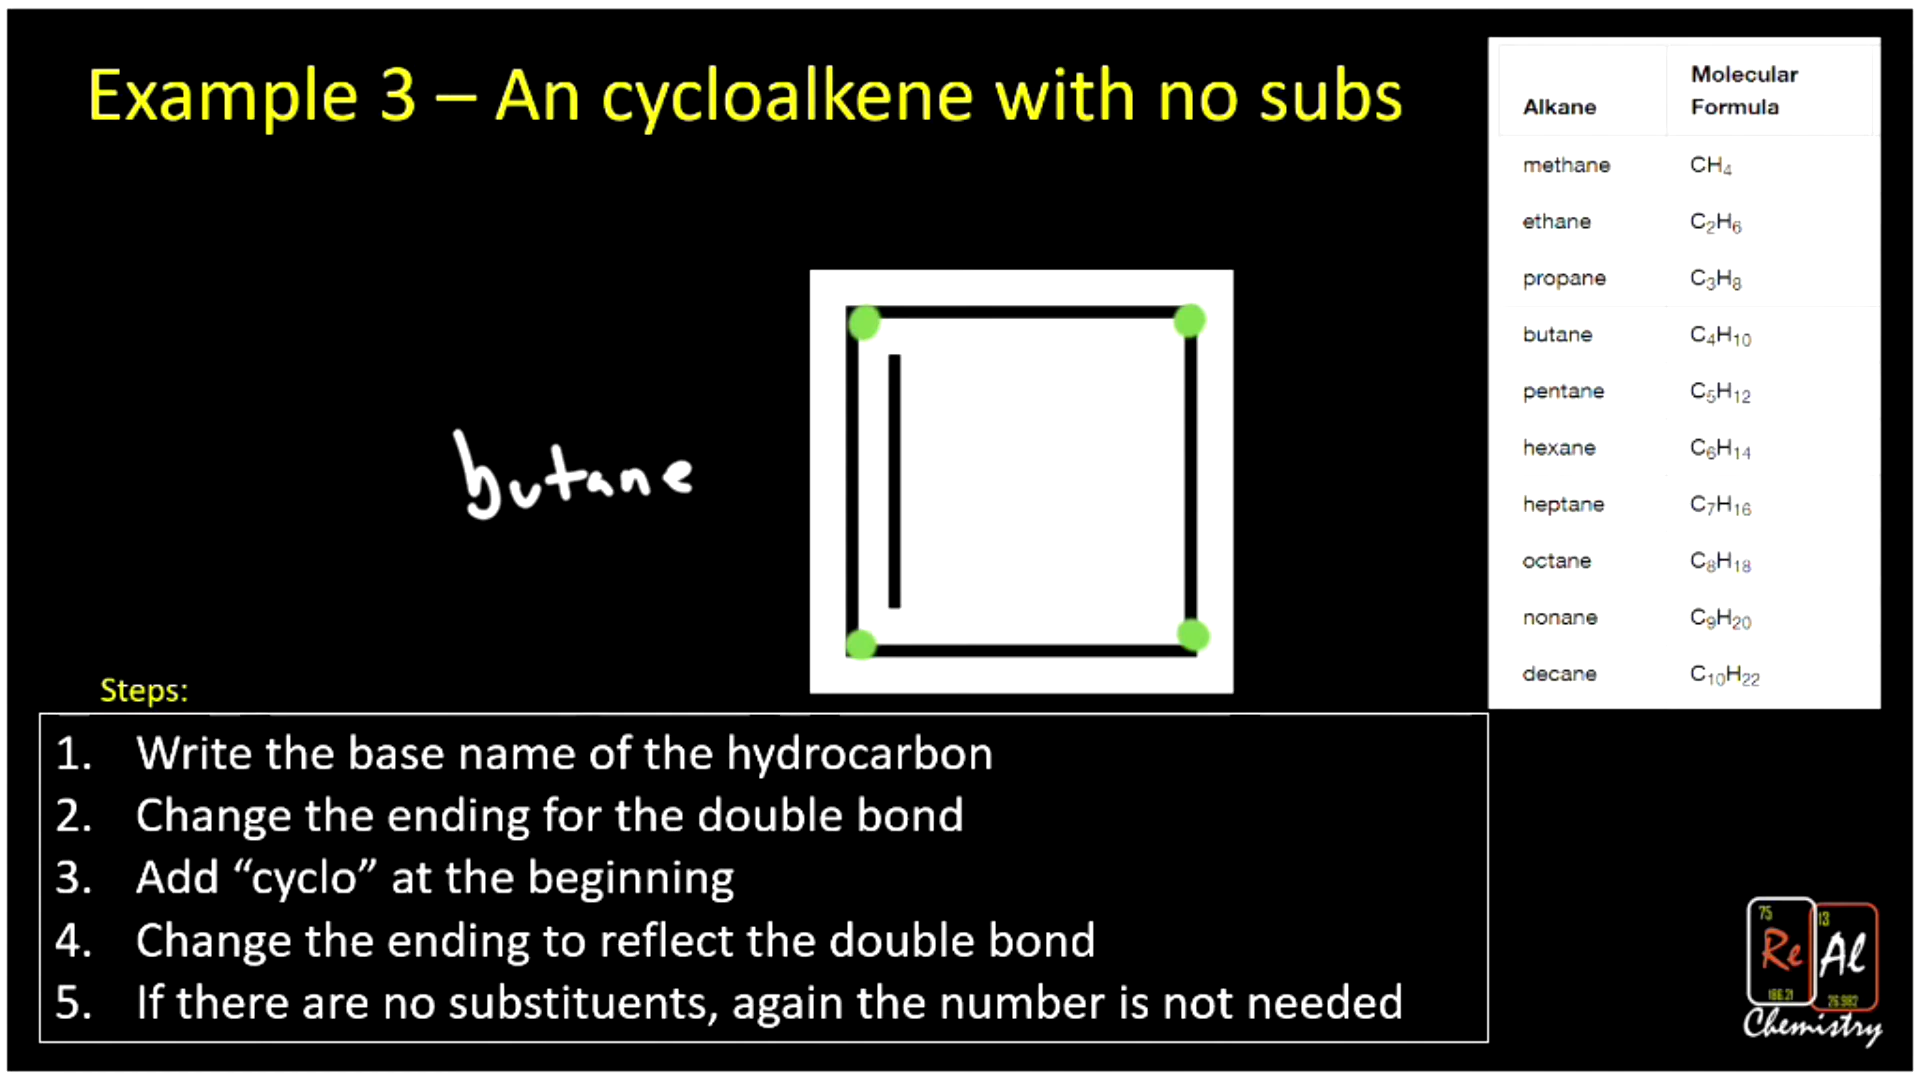 Example 3 – An cycloalkene with no subs
Alkane Molecular Formula
methane CH₄
ethane C₂H₆
propane C₃H₈
butane C₄H₁₀
pentane C₅H₁₂
hexane C₆H₁₄
heptane C₇H₁₆
octane C₈H₁₈
nonane C₉H₂₀
decane C₁₀H₂₂
butane
Steps:
1. Write the base name of the hydrocarbon
2. Change the ending for the double bond
3. Add “cyclo” at the beginning
4. Change the ending to reflect the double bond
5. If there are no substituents, again the number is not needed
75 13
Re Al
186.21 26.982
Chemistry